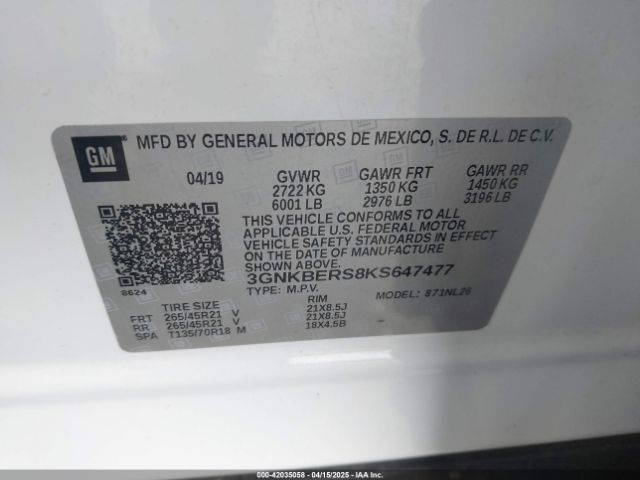 GM
MFD BY GENERAL MOTORS DE MEXICO, S. DE R.L. DE C.V.
04/19 GVWR GAWR FRT GAWR RR
2722 KG 1350 KG 1450 KG
6001 LB 2976 LB 3196 LB
THIS VEHICLE CONFORMS TO ALL
APPLICABLE U.S. FEDERAL MOTOR
VEHICLE SAFETY STANDARDS IN EFFECT
ON THE DATE OF MANUFACTURE
SHOWN ABOVE.
3GNKBERS8KS647477
8624 TYPE: M.P.V. MODEL: 871NL26
TIRE SIZE RIM
FRT 265/45R21 V 21X8.5J
RR 265/45R21 V 21X8.5J
SPA T135/70R18 M 18X4.5B
000-42035058 - 04/15/2025 - IAA Inc.